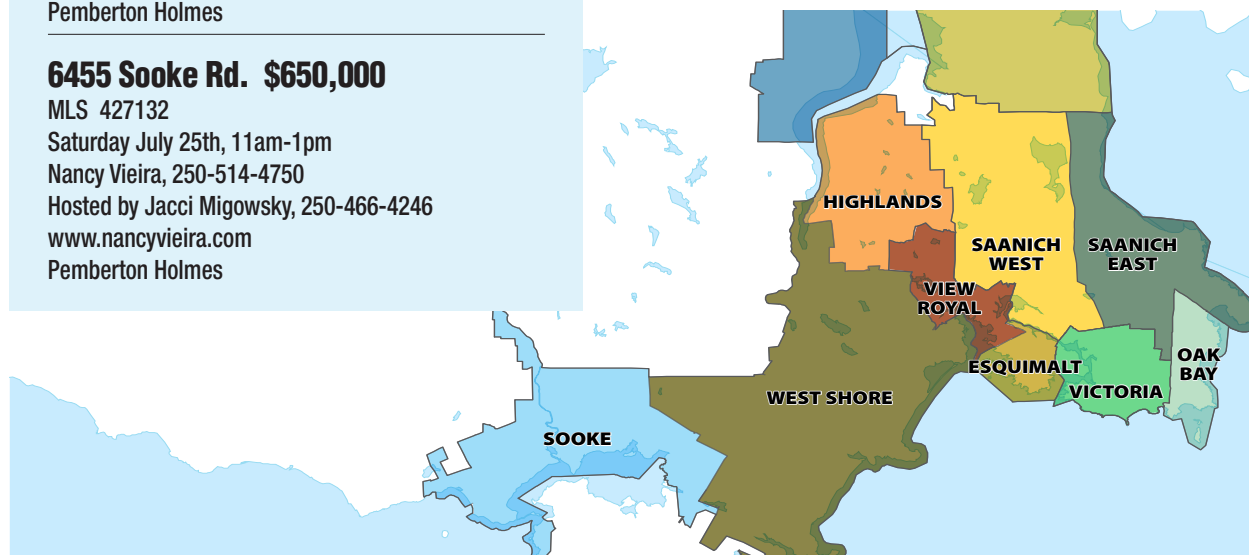 Pemberton Holmes
6455 Sooke Rd. $650,000
MLS 427132
Saturday July 25th, 11am-1pm
Nancy Vieira, 250-514-4750
Hosted by Jacci Migowsky, 250-466-4246
www.nancyvieira.com
Pemberton Holmes
HIGHLANDS
SAANICH
WEST
SAANICH
EAST
VIEW
ROYAL
ESQUIMALT
OAK
BAY
VICTORIA
WEST SHORE
SOOKE